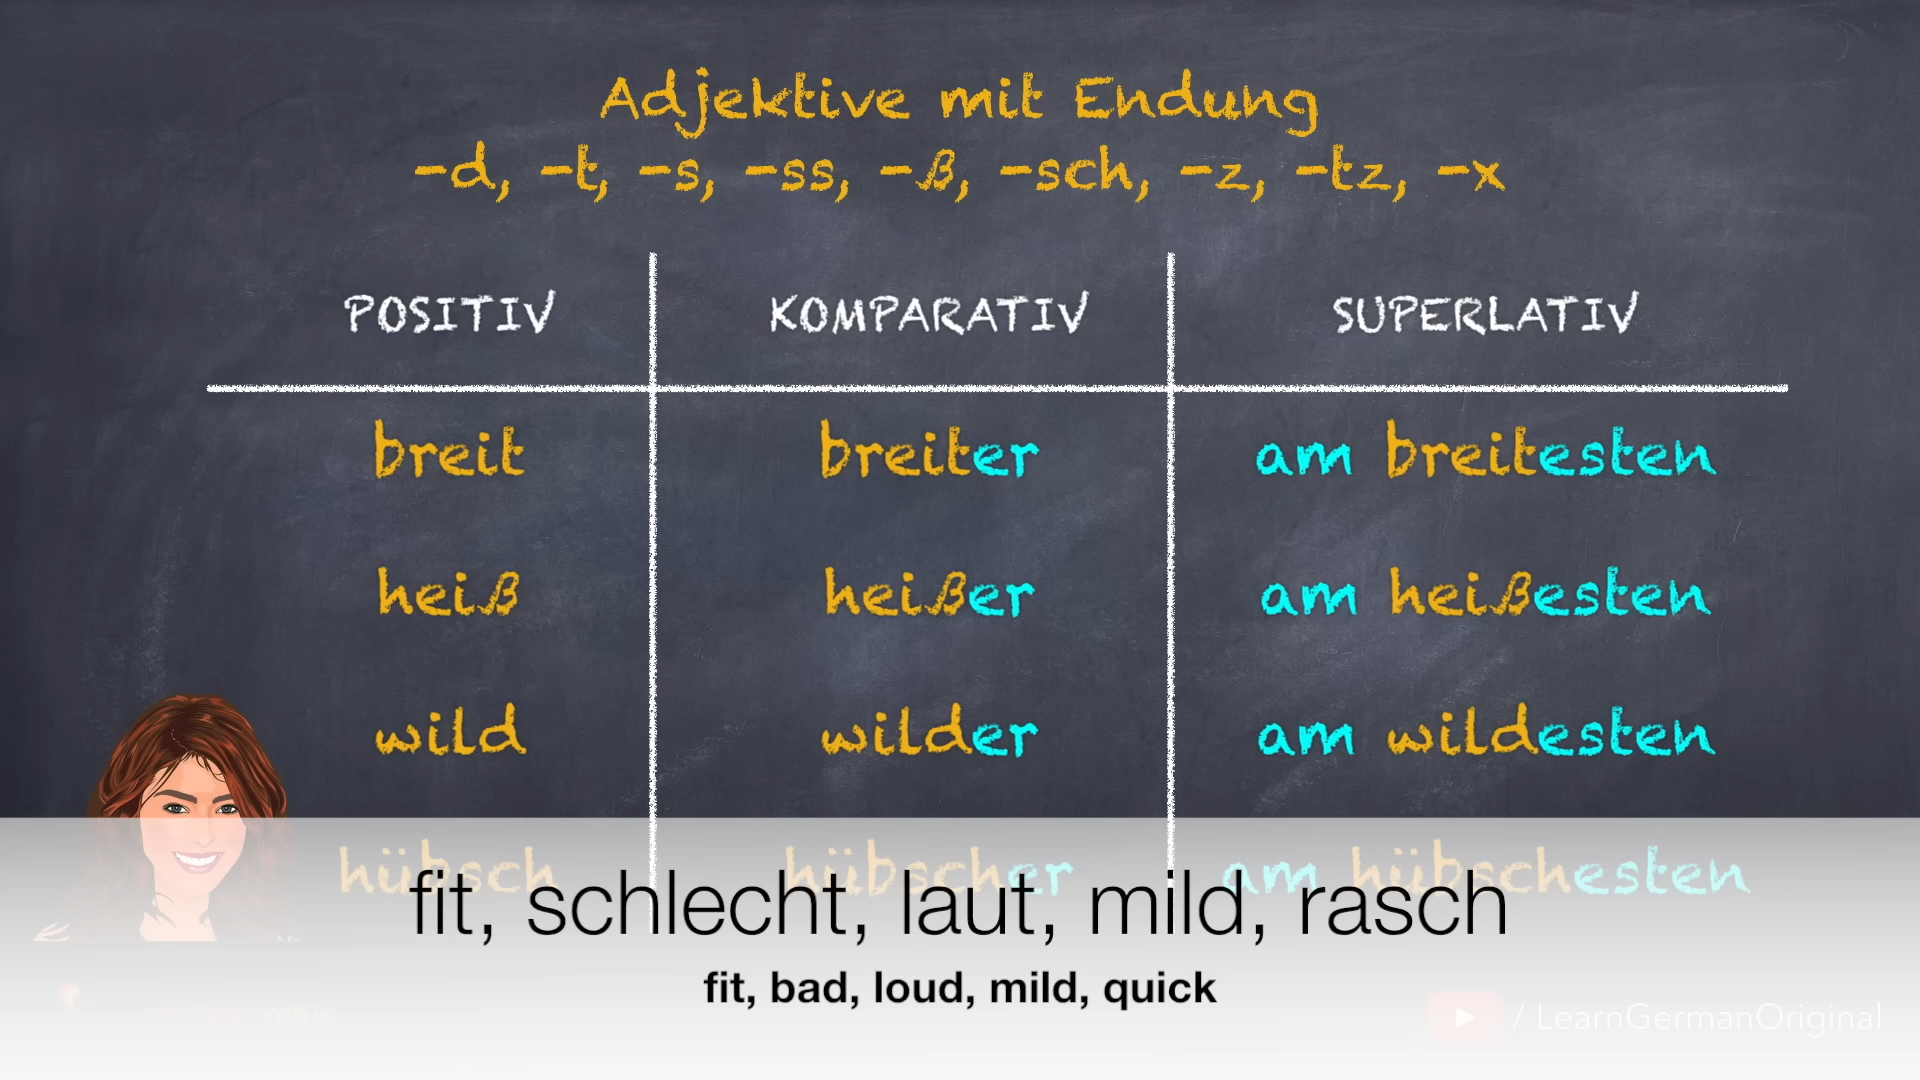 Adjektive mit Endung
-d, -t, -s, -ss, -ß, -sch, -z, -tz, -x
POSITIV KOMPARATIV SUPERLATIV
breit breiter am breitesten
heiß heißer am heißesten
wild wilder am wildesten
hübsch hübscher am hübschesten
fit, schlecht, laut, mild, rasch
fit, bad, loud, mild, quick
/ LearnGermanOriginal